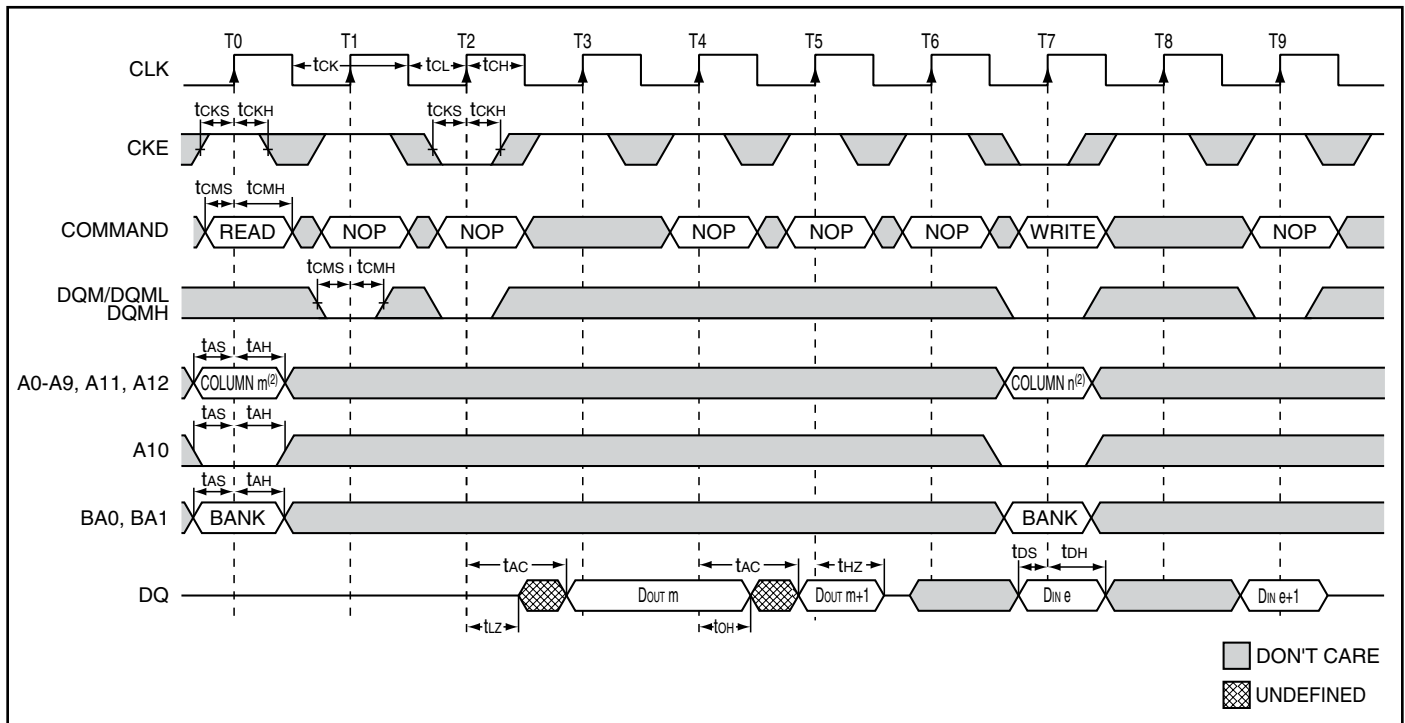 T0 T1 T2 T3 T4 T5 T6 T7 T8 T9
CLK tCK tCL tCH
tCKS tCKH tCKS tCKH
CKE
tCMS tCMH
COMMAND READ NOP NOP NOP NOP NOP WRITE NOP
tCMS tCMH
DQM/DQML
DQMH
tAS tAH
A0-A9, A11, A12 COLUMN m(2) COLUMN n(2)
tAS tAH
A10
tAS tAH
BA0, BA1 BANK BANK
tAC tAC tHZ tDS tDH
DQ DOUT m DOUT m+1 DIN e DIN e+1
tLZ tOH
DON'T CARE
UNDEFINED